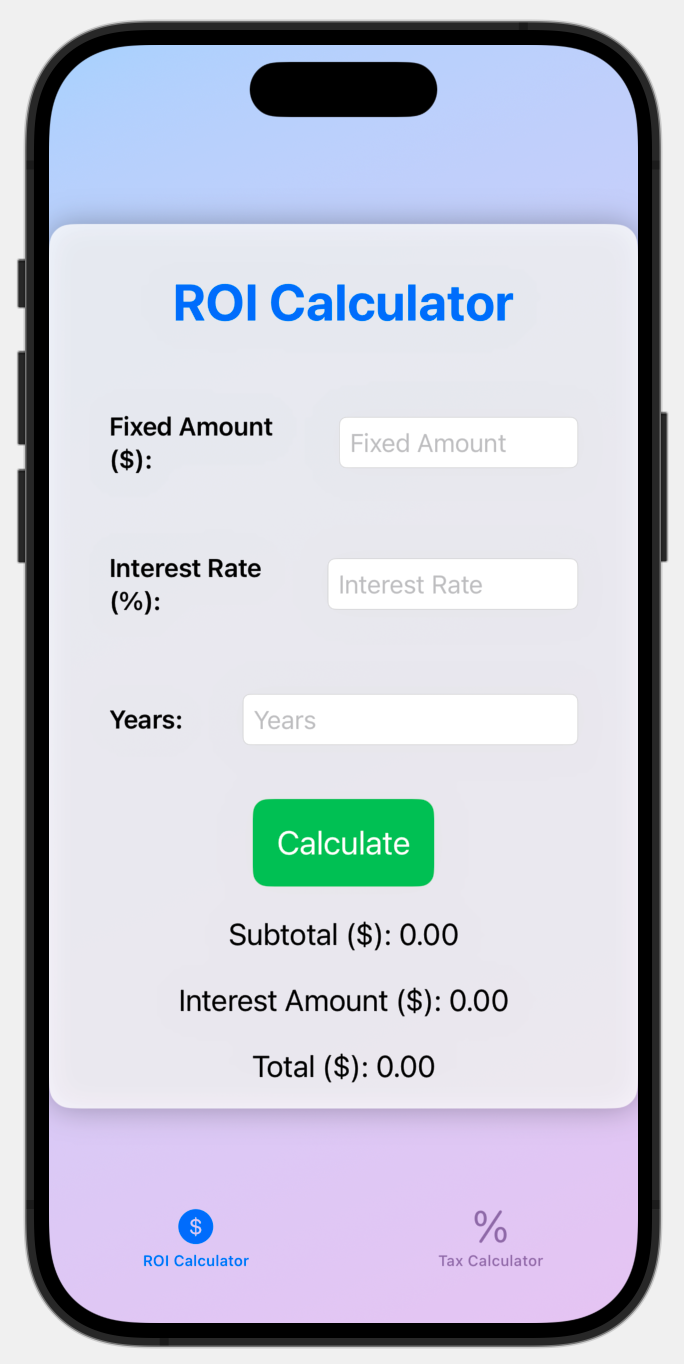 ROI Calculator
Fixed Amount
($):
Fixed Amount
Interest Rate
(%):
Interest Rate
Years:
Years
Calculate
Subtotal ($): 0.00
Interest Amount ($): 0.00
Total ($): 0.00
$
%
ROI Calculator
Tax Calculator